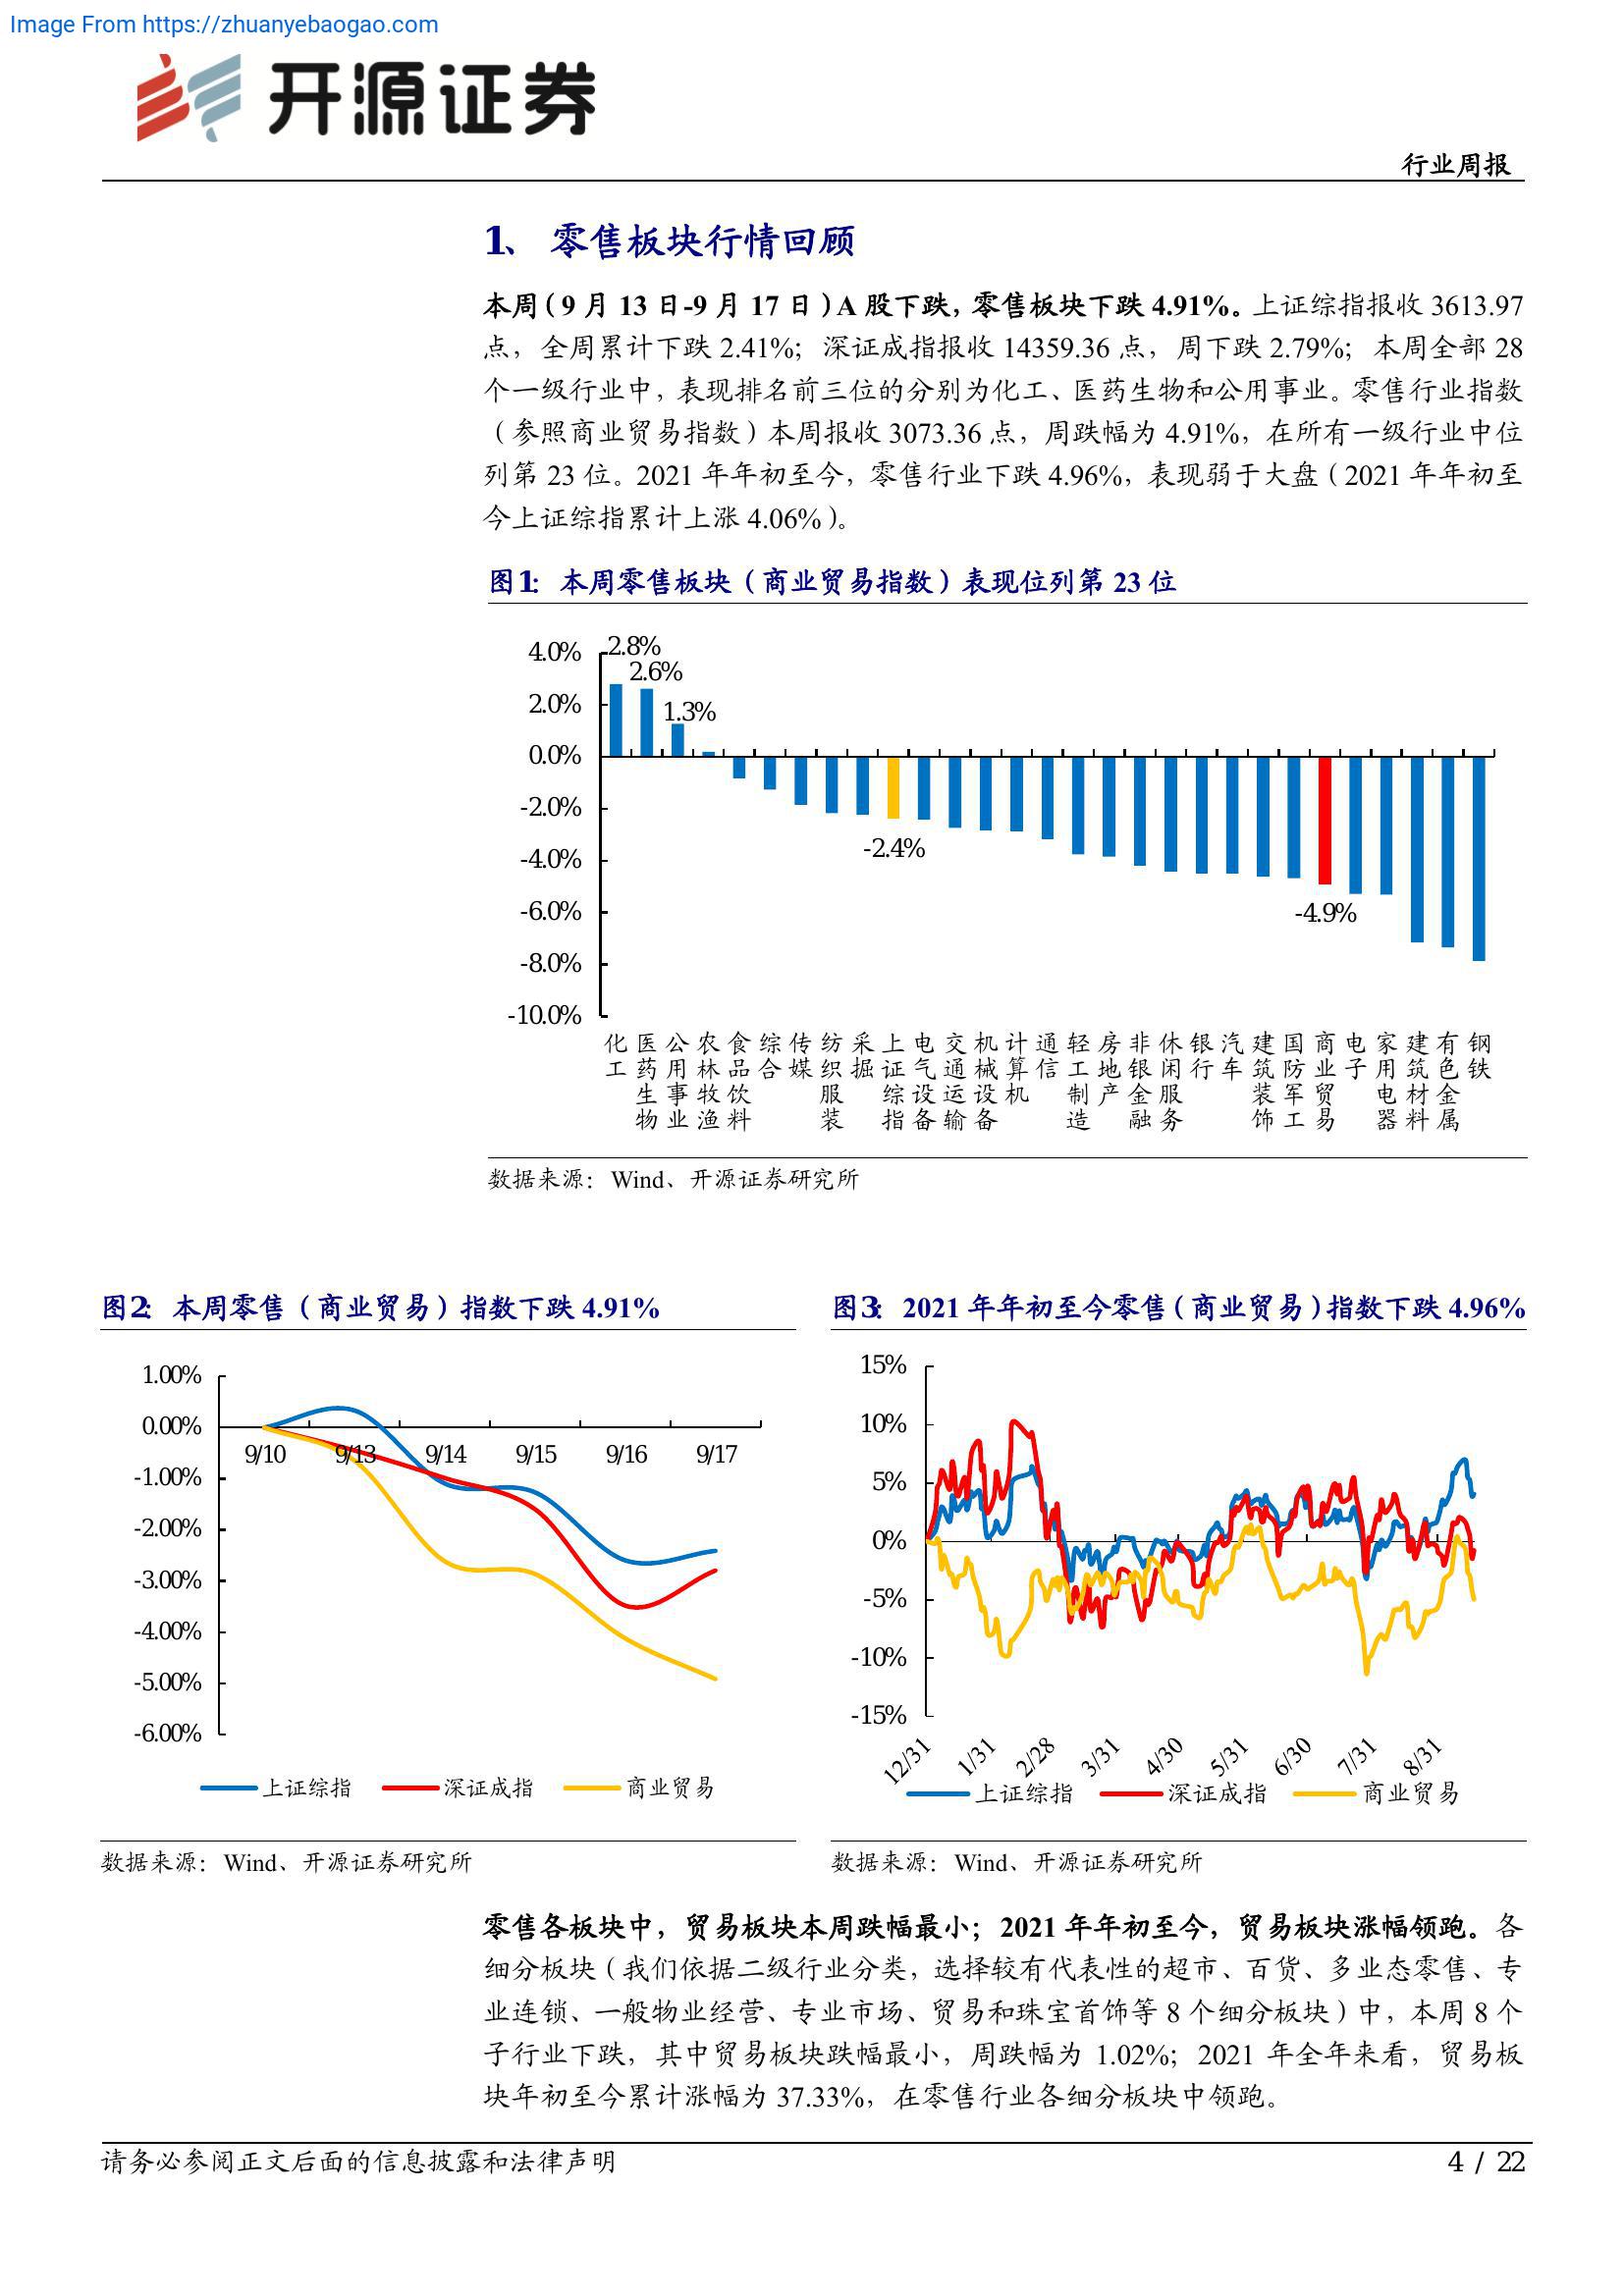 Image From https://zhuanyebaogao.com
开源证券
行业周报
1、 零售板块行情回顾
本周（9 月 13 日-9 月 17 日）A 股下跌，零售板块下跌 4.91%。上证综指报收 3613.97
点，全周累计下跌 2.41%；深证成指报收 14359.36 点，周下跌 2.79%；本周全部 28
个一级行业中，表现排名前三位的分别为化工、医药生物和公用事业。零售行业指数
（参照商业贸易指数）本周报收 3073.36 点，周跌幅为 4.91%，在所有一级行业中位
列第 23 位。2021 年年初至今，零售行业下跌 4.96%，表现弱于大盘（2021 年年初至
今上证综指累计上涨 4.06%）。
图1： 本周零售板块（商业贸易指数）表现位列第 23 位
4.0%
2.0%
0.0%
-2.0%
-4.0%
-6.0%
-8.0%
-10.0%
2.8%
2.6%
1.3%
-2.4%
-4.9%
化工 医药生物 公用事业 农林牧渔 食品饮料 综合 传媒 纺织服装 采掘 上证综指 电气设备 交通运输 机械设备 计算机 通信 轻工制造 房地产 非银金融 休闲服务 银行 汽车 建筑装饰 国防军工 商业贸易 电子 家用电器 建筑材料 有色金属 钢铁
数据来源：Wind、开源证券研究所
图2： 本周零售（商业贸易）指数下跌 4.91%
1.00%
0.00%
-1.00%
-2.00%
-3.00%
-4.00%
-5.00%
-6.00%
9/10 9/13 9/14 9/15 9/16 9/17
上证综指 深证成指 商业贸易
数据来源：Wind、开源证券研究所
图3： 2021 年年初至今零售（商业贸易）指数下跌 4.96%
15%
10%
5%
0%
-5%
-10%
-15%
12/31 1/31 2/28 3/31 4/30 5/31 6/30 7/31 8/31
上证综指 深证成指 商业贸易
数据来源：Wind、开源证券研究所
零售各板块中，贸易板块本周跌幅最小；2021 年年初至今，贸易板块涨幅领跑。各
细分板块（我们依据二级行业分类，选择较有代表性的超市、百货、多业态零售、专
业连锁、一般物业经营、专业市场、贸易和珠宝首饰等 8 个细分板块）中，本周 8 个
子行业下跌，其中贸易板块跌幅最小，周跌幅为 1.02%；2021 年全年来看，贸易板
块年初至今累计涨幅为 37.33%，在零售行业各细分板块中领跑。
请务必参阅正文后面的信息披露和法律声明
4 / 22